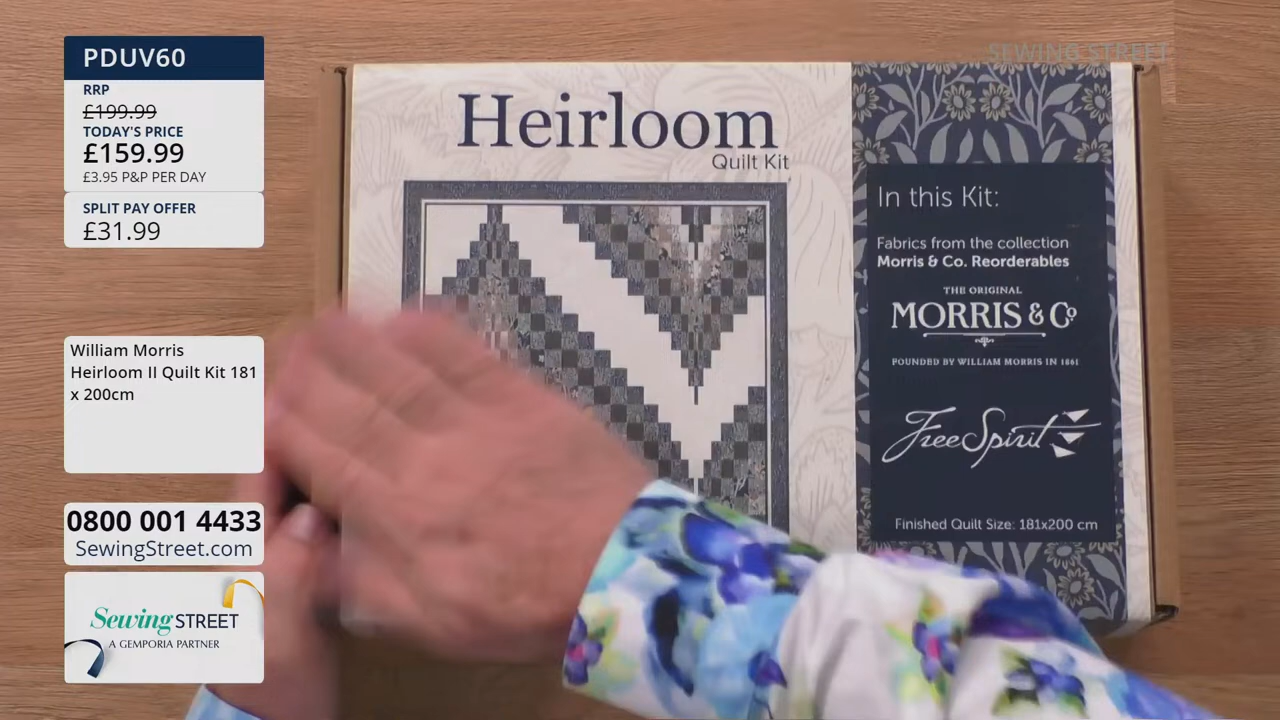 PDUV60
RRP
£199.99
TODAY'S PRICE
£159.99
£3.95 P&P PER DAY
SPLIT PAY OFFER
£31.99
William Morris
Heirloom II Quilt Kit 181
x 200cm
0800 001 4433
SewingStreet.com
Sewing STREET
A GEMPORIA PARTNER
SEWING STREET
Heirloom
Quilt Kit
In this Kit:
Fabrics from the collection
Morris & Co. Reorderables
THE ORIGINAL
MORRIS & Co
FOUNDED BY WILLIAM MORRIS IN 1861
FreeSpirit
Finished Quilt Size: 181x200 cm